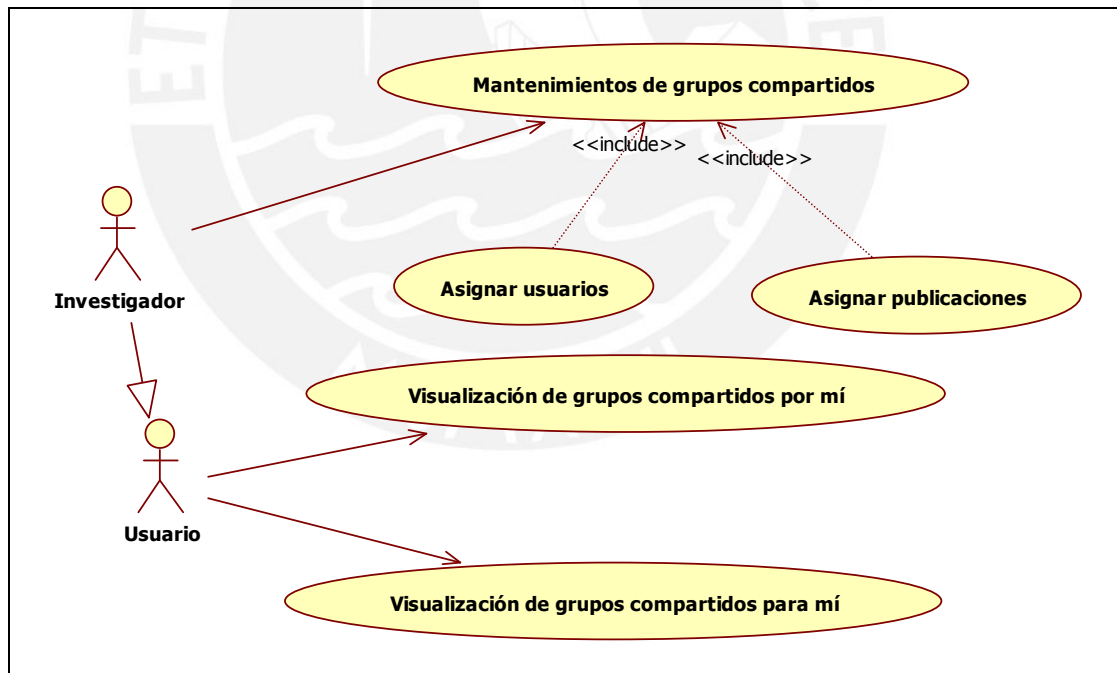 Mantenimientos de grupos compartidos
<<include>>
<<include>>
Asignar usuarios
Asignar publicaciones
Investigador
Visualización de grupos compartidos por mí
Usuario
Visualización de grupos compartidos para mí